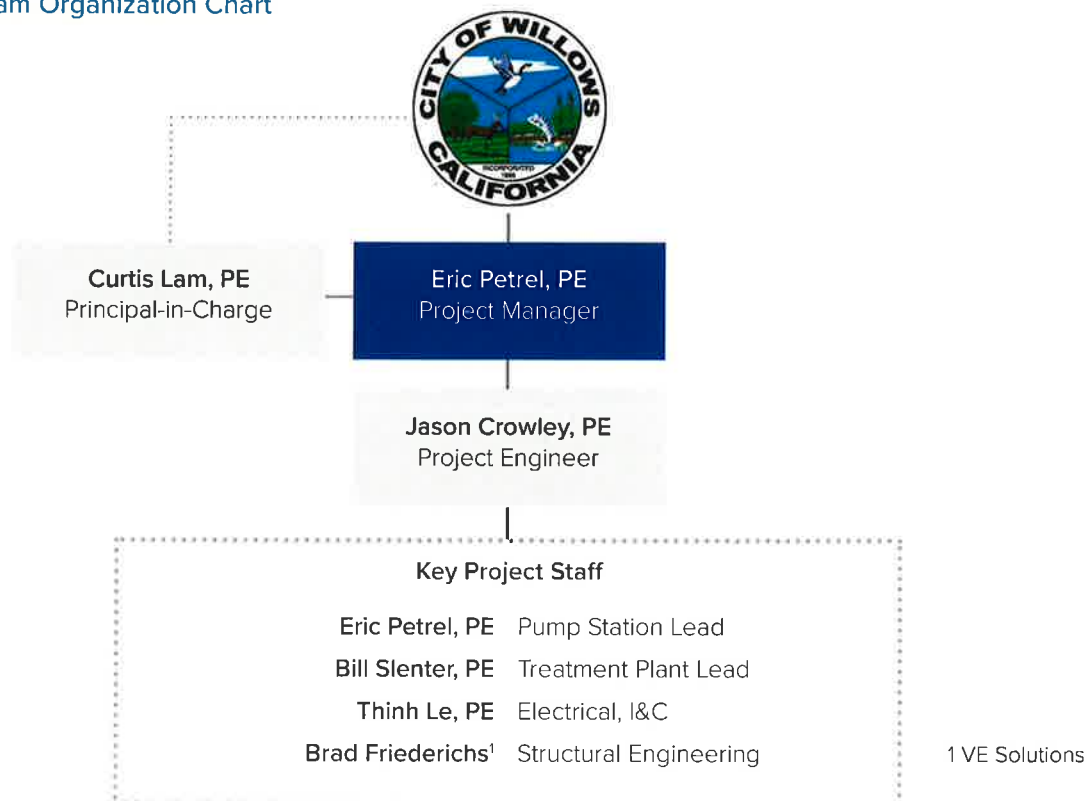 am Organization Chart
CITY OF WILLOWS
INCORPORATED
CALIFORNIA
Curtis Lam, PE
Principal-in-Charge
Eric Petrel, PE
Project Manager
Jason Crowley, PE
Project Engineer
Key Project Staff
Eric Petrel, PE Pump Station Lead
Bill Slenter, PE Treatment Plant Lead
Thinh Le, PE Electrical, I&C
Brad Friederichs¹ Structural Engineering
1 VE Solutions